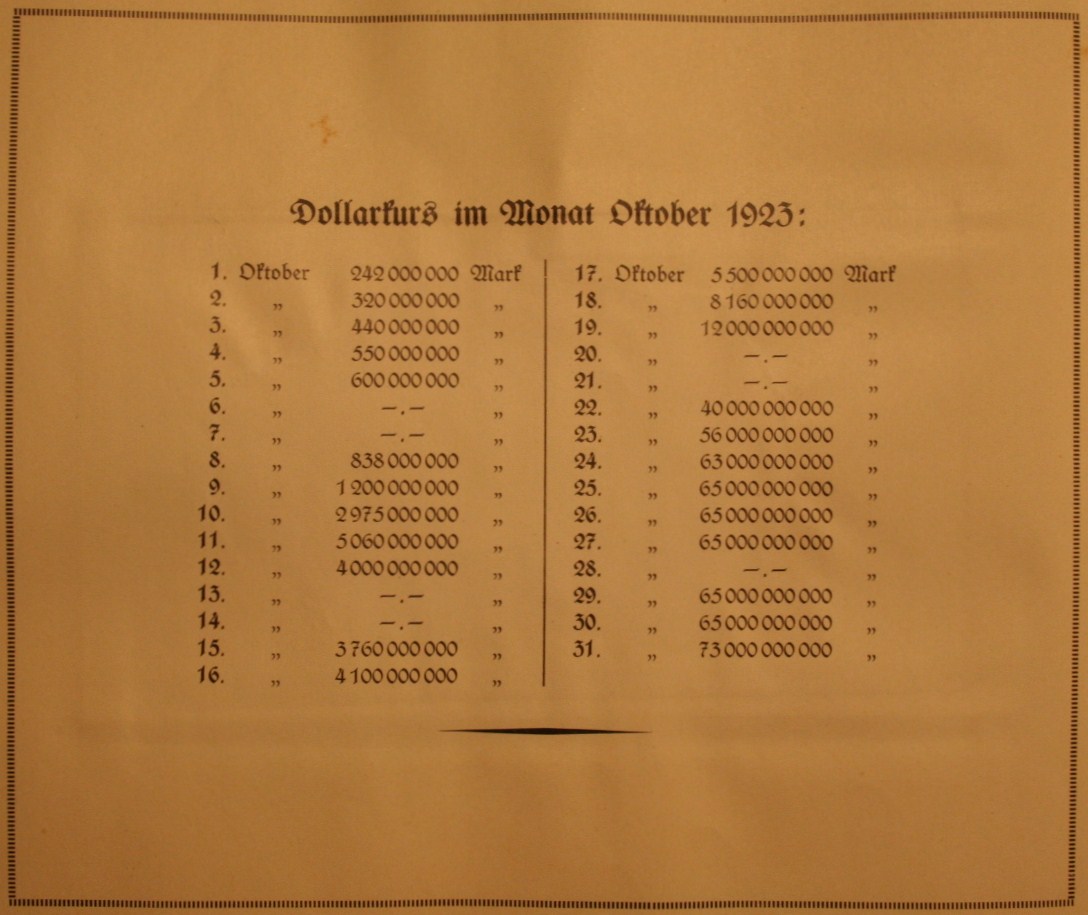 Dollarkurs im Monat Oktober 1923:
1. Oktober 242 000 000 Mark
2. „ 320 000 000 „
3. „ 440 000 000 „
4. „ 550 000 000 „
5. „ 600 000 000 „
6. „ —.— „
7. „ —.— „
8. „ 838 000 000 „
9. „ 1 200 000 000 „
10. „ 2 975 000 000 „
11. „ 5 060 000 000 „
12. „ 4 000 000 000 „
13. „ —.— „
14. „ —.— „
15. „ 3 760 000 000 „
16. „ 4 100 000 000 „
17. Oktober 5 500 000 000 Mark
18. „ 8 160 000 000 „
19. „ 12 000 000 000 „
20. „ —.— „
21. „ —.— „
22. „ 40 000 000 000 „
23. „ 56 000 000 000 „
24. „ 63 000 000 000 „
25. „ 65 000 000 000 „
26. „ 65 000 000 000 „
27. „ 65 000 000 000 „
28. „ —.— „
29. „ 65 000 000 000 „
30. „ 65 000 000 000 „
31. „ 73 000 000 000 „